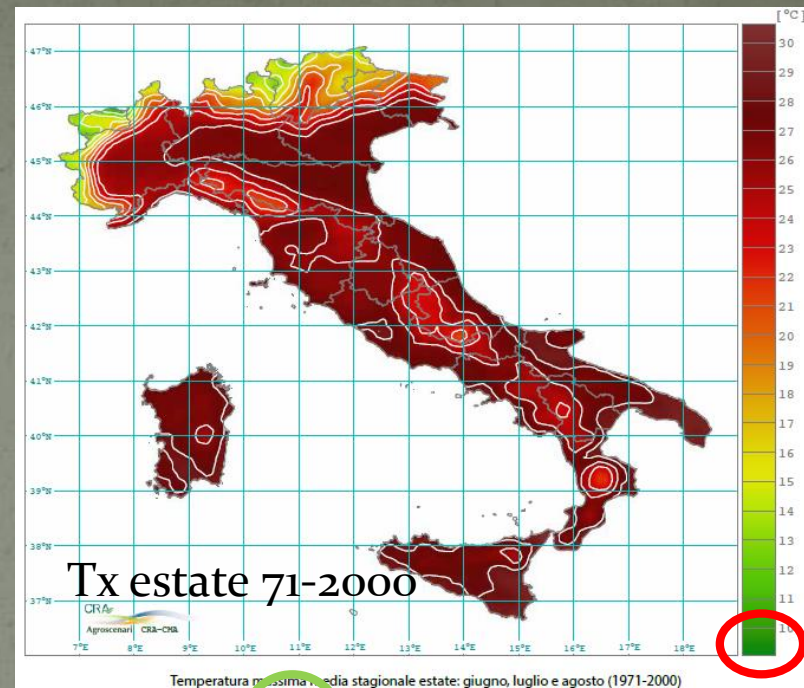 [°C]
30
29
28
27
26
25
24
23
22
21
20
19
18
17
16
15
14
13
12
11
10
47°N
46°N
45°N
44°N
43°N
42°N
41°N
40°N
39°N
38°N
37°N
Tx estate 71-2000
CRA
Agroscenari CRA-CMA
7°E 8°E 9°E 10°E 11°E 12°E 13°E 14°E 15°E 16°E 17°E 18°E
Temperatura massima media stagionale estate: giugno, luglio e agosto (1971-2000)